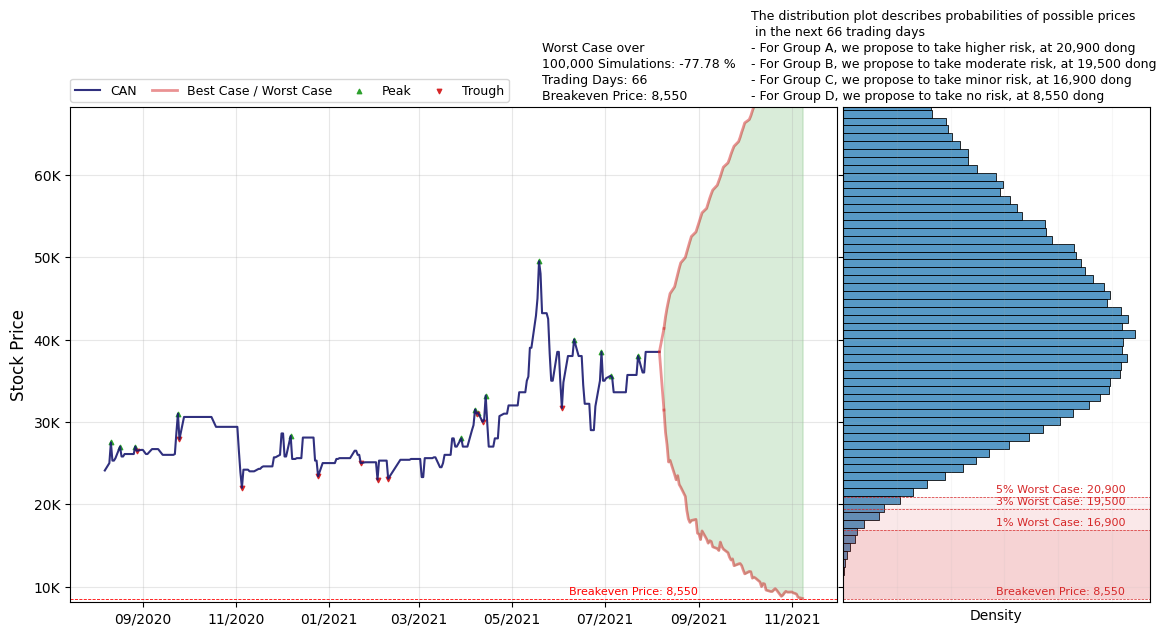 The distribution plot describes probabilities of possible prices
in the next 66 trading days
- For Group A, we propose to take higher risk, at 20,900 dong
- For Group B, we propose to take moderate risk, at 19,500 dong
- For Group C, we propose to take minor risk, at 16,900 dong
- For Group D, we propose to take no risk, at 8,550 dong
Worst Case over
100,000 Simulations: -77.78 %
Trading Days: 66
Breakeven Price: 8,550
CAN
Best Case / Worst Case
Peak
Trough
Stock Price
60K
50K
40K
30K
20K
10K
09/2020
11/2020
01/2021
03/2021
05/2021
07/2021
09/2021
11/2021
Breakeven Price: 8,550
5% Worst Case: 20,900
3% Worst Case: 19,500
1% Worst Case: 16,900
Breakeven Price: 8,550
Density